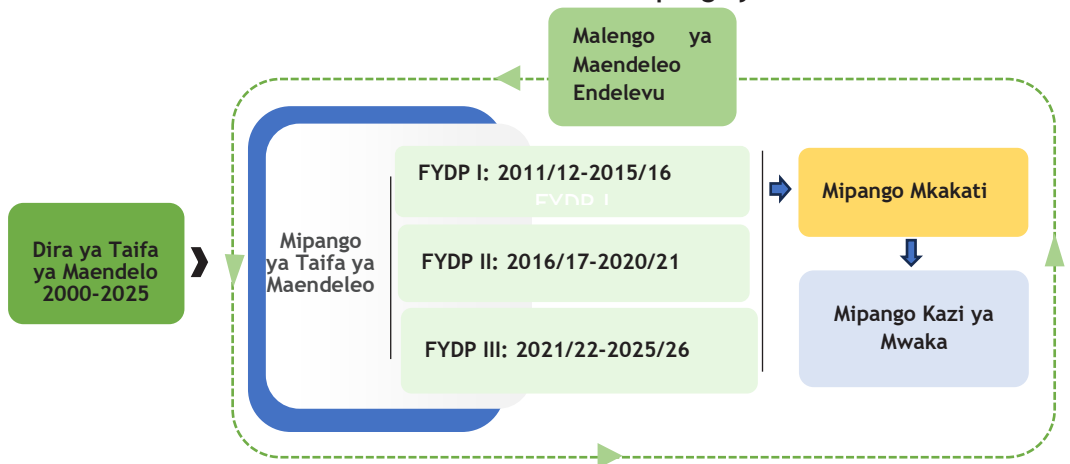 Malengo ya
Maendeleo
Endelevu
Dira ya Taifa
ya Maendelo
2000-2025
Mipango
ya Taifa ya
Maendeleo
FYDP I: 2011/12-2015/16
FYDP I
FYDP II: 2016/17-2020/21
FYDP III: 2021/22-2025/26
Mipango Mkakati
Mipango Kazi ya
Mwaka